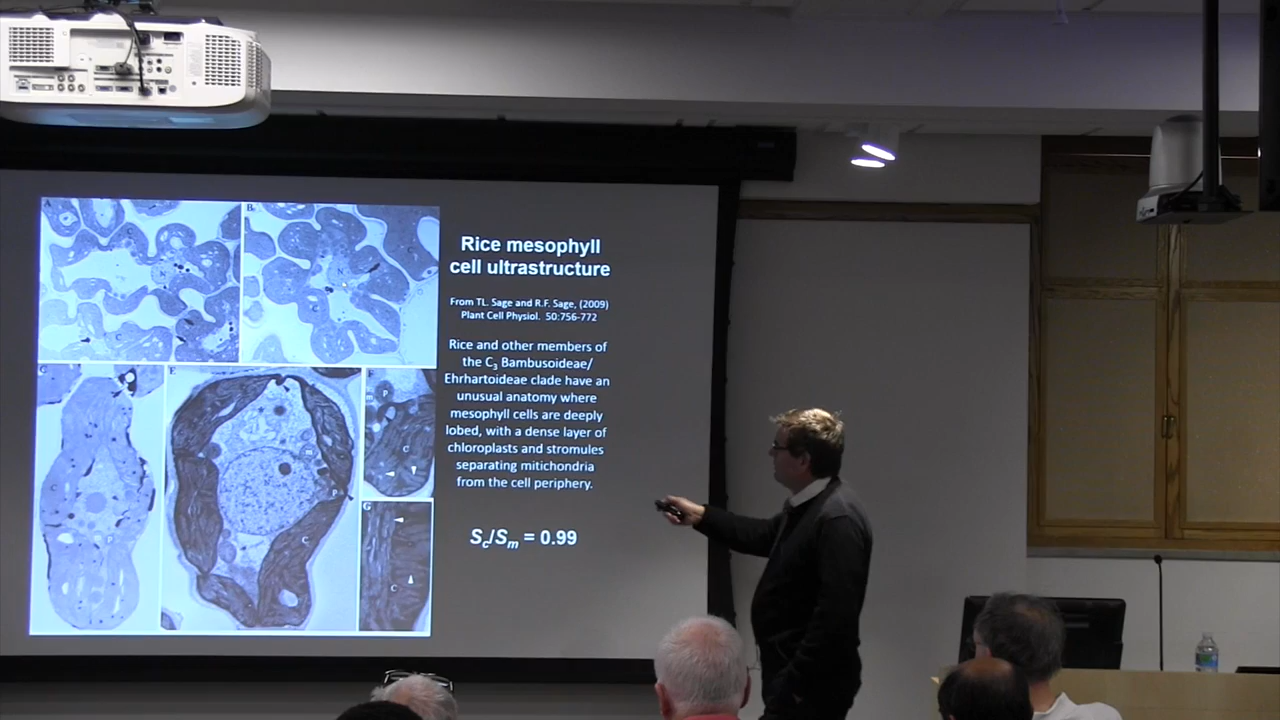 Rice mesophyll
cell ultrastructure
From TL. Sage and R.F. Sage, (2009)
Plant Cell Physiol. 50:756-772
Rice and other members of
the C3 Bambusoideae/
Ehrhartoideae clade have an
unusual anatomy where
mesophyll cells are deeply
lobed, with a dense layer of
chloroplasts and stromules
separating mitichondria
from the cell periphery.
Sc/Sm = 0.99
A
B
N
N
C
C
E
F
P
m
C
m
P
P
C
G
C